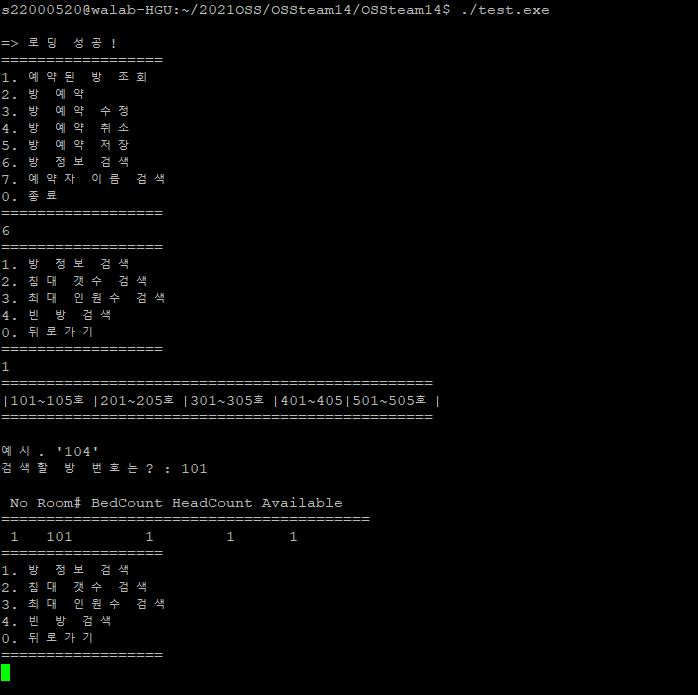 s22000520@walab-HGU:~/2021OSS/OSSteam14/OSSteam14$ ./test.exe
=> 로딩 성공!
==================
1. 예약된 방 조회
2. 방 예약
3. 방 예약 수정
4. 방 예약 취소
5. 방 예약 저장
6. 방 정보 검색
7. 예약자 이름 검색
0. 종료
==================
6
==================
1. 방 정보 검색
2. 침대 갯수 검색
3. 최대 인원수 검색
4. 빈 방 검색
0. 뒤로가기
==================
1
================================================
|101~105호 |201~205호 |301~305호 |401~405|501~505호 |
================================================
예시. '104'
검색할 방 번호는? : 101
No Room# BedCount HeadCount Available
=========================================
1 101 1 1 1
==================
1. 방 정보 검색
2. 침대 갯수 검색
3. 최대 인원수 검색
4. 빈 방 검색
0. 뒤로가기
==================